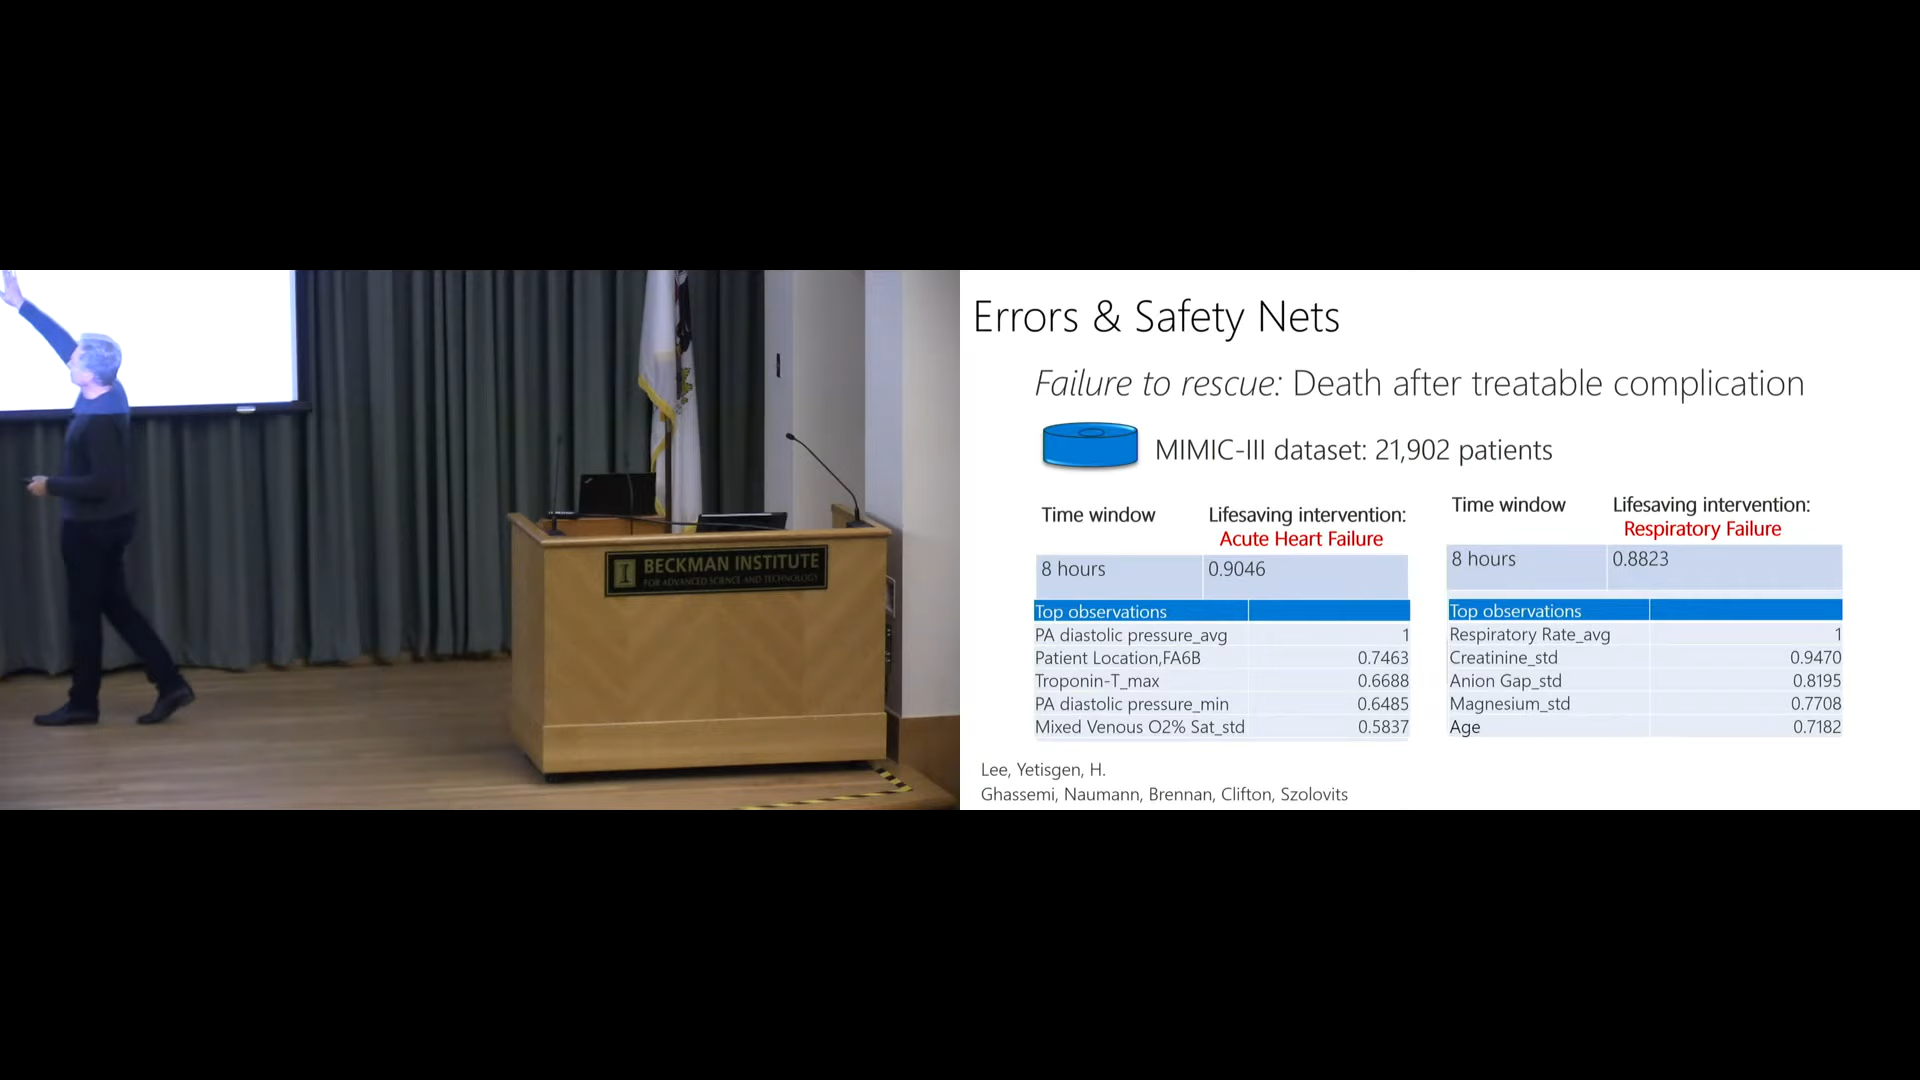 BECKMAN INSTITUTE
FOR ADVANCED SCIENCE AND TECHNOLOGY
Errors & Safety Nets
Failure to rescue: Death after treatable complication
MIMIC-III dataset: 21,902 patients
Time window Lifesaving intervention:
Acute Heart Failure
8 hours 0.9046
Top observations
PA diastolic pressure_avg 1
Patient Location,FA6B 0.7463
Troponin-T_max 0.6688
PA diastolic pressure_min 0.6485
Mixed Venous O2% Sat_std 0.5837
Time window Lifesaving intervention:
Respiratory Failure
8 hours 0.8823
Top observations
Respiratory Rate_avg 1
Creatinine_std 0.9470
Anion Gap_std 0.8195
Magnesium_std 0.7708
Age 0.7182
Lee, Yetisgen, H.
Ghassemi, Naumann, Brennan, Clifton, Szolovits